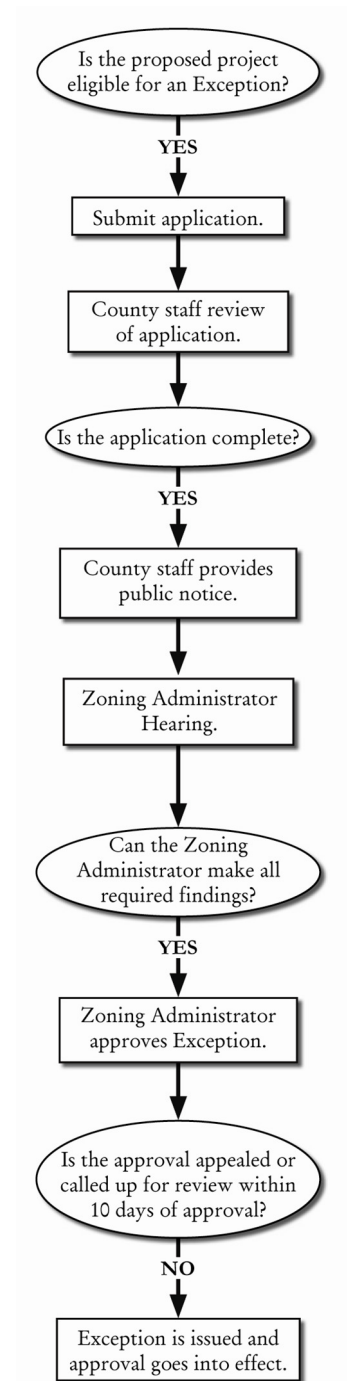 Is the proposed project
eligible for an Exception?
YES
Submit application.
County staff review
of application.
Is the application complete?
YES
County staff provides
public notice.
Zoning Administrator
Hearing.
Can the Zoning
Administrator make all
required findings?
YES
Zoning Administrator
approves Exception.
Is the approval appealed or
called up for review within
10 days of approval?
NO
Exception is issued and
approval goes into effect.